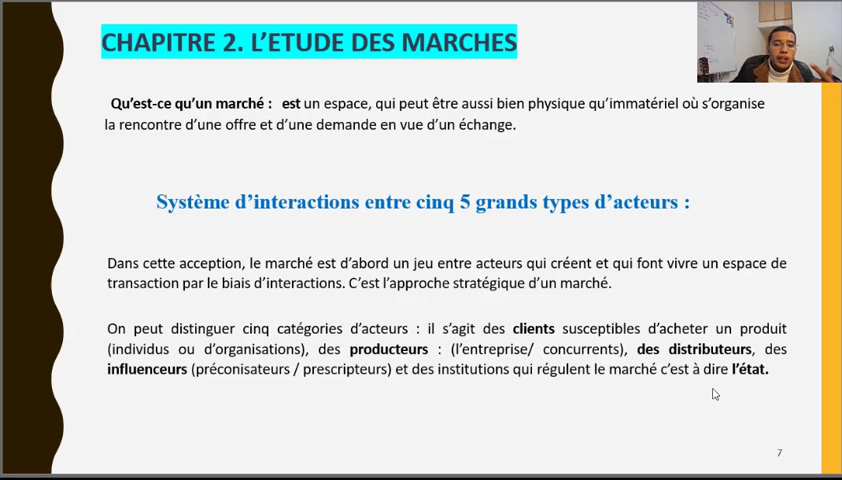 CHAPITRE 2. L'ETUDE DES MARCHES
Qu'est-ce qu'un marché : est un espace, qui peut être aussi bien physique qu'immatériel où s'organise
la rencontre d'une offre et d'une demande en vue d'un échange.
Système d'interactions entre cinq 5 grands types d'acteurs :
Dans cette acception, le marché est d'abord un jeu entre acteurs qui créent et qui font vivre un espace de
transaction par le biais d'interactions. C'est l'approche stratégique d'un marché.
On peut distinguer cinq catégories d'acteurs : il s'agit des clients susceptibles d'acheter un produit
(individus ou d'organisations), des producteurs : (l'entreprise/ concurrents), des distributeurs, des
influenceurs (préconisateurs / prescripteurs) et des institutions qui régulent le marché c'est à dire l'état.
7